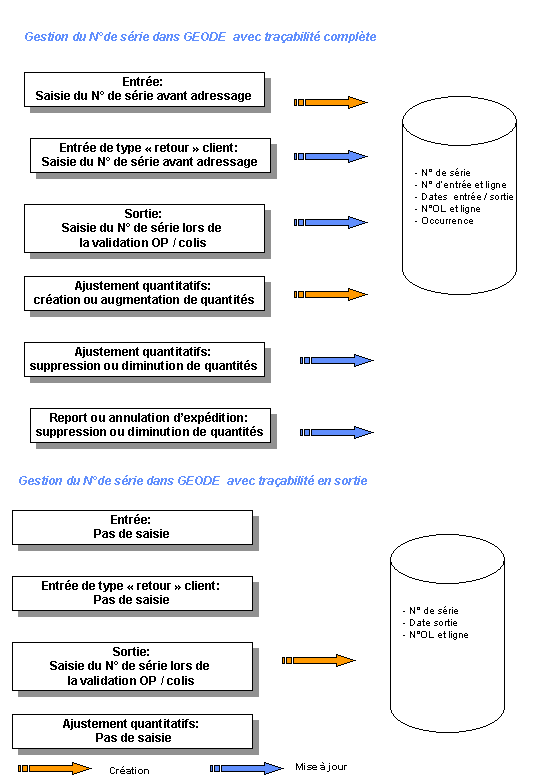 Gestion du N°de série dans GEODE avec traçabilité complète
Entrée:
Saisie du N° de série avant adressage
Entrée de type « retour » client:
Saisie du N° de série avant adressage
Sortie:
Saisie du N° de série lors de
la validation OP / colis
Ajustement quantitatifs:
création ou augmentation de quantités
Ajustement quantitatifs:
suppression ou diminution de quantités
Report ou annulation d'expédition:
suppression ou diminution de quantités
- N° de série
- N° d'entrée et ligne
- Dates entrée / sortie
- N°OL et ligne
- Occurrence
Gestion du N°de série dans GEODE avec traçabilité en sortie
Entrée:
Pas de saisie
Entrée de type « retour » client:
Pas de saisie
Sortie:
Saisie du N° de série lors de
la validation OP / colis
Ajustement quantitatifs:
Pas de saisie
- N° de série
- Date sortie
- N°OL et ligne
Création
Mise à jour